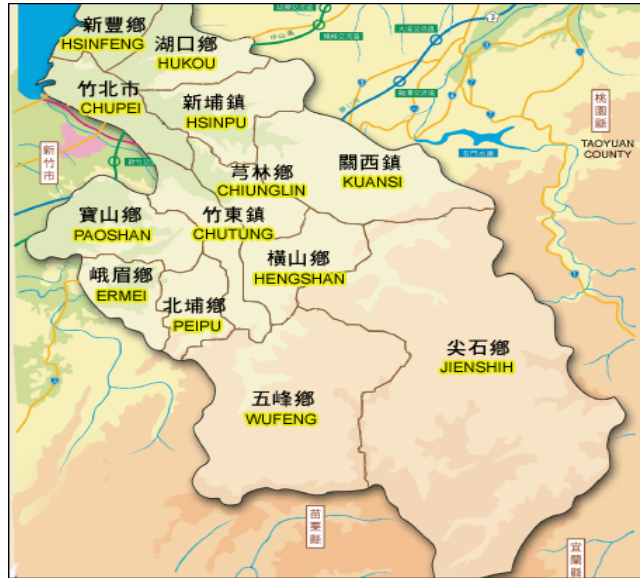 新豐鄉
HSINFENG
湖口鄉
HUKOU
竹北市
CHUPEI
新埔鎮
HSINPU
新竹市
芎林鄉
CHIUNGLIN
關西鎮
KUANSI
桃園縣
TAOYUAN
COUNTY
寶山鄉
PAOSHAN
竹東鎮
CHUTUNG
橫山鄉
HENGSHAN
峨眉鄉
ERMEI
北埔鄉
PEIPU
尖石鄉
JIENSHIH
五峰鄉
WUFENG
苗栗縣
宜蘭縣
3